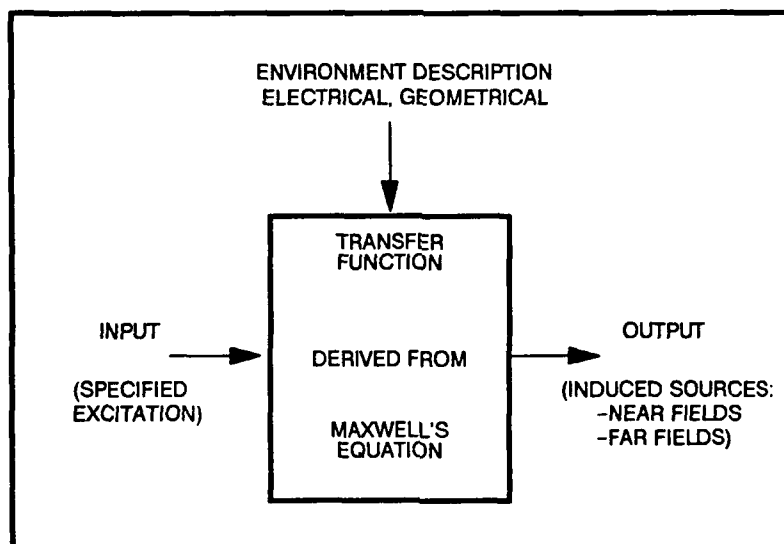 ENVIRONMENT DESCRIPTION
ELECTRICAL, GEOMETRICAL
TRANSFER
FUNCTION
INPUT
OUTPUT
DERIVED FROM
(SPECIFIED
EXCITATION)
(INDUCED SOURCES:
-NEAR FIELDS
-FAR FIELDS)
MAXWELL'S
EQUATION